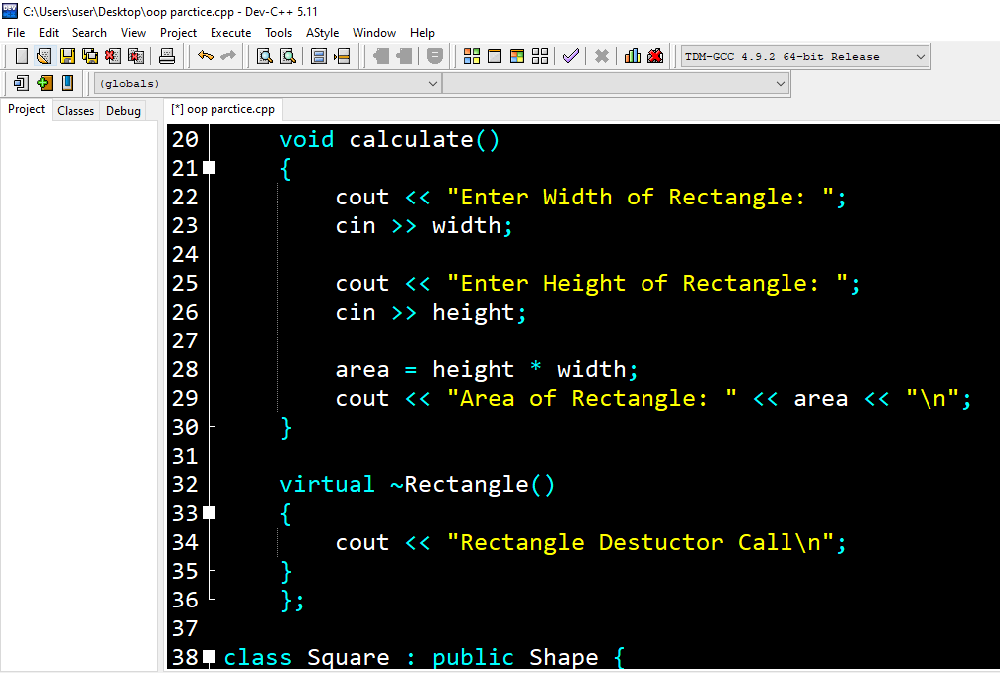 C:\Users\user\Desktop\oop parctice.cpp - Dev-C++ 5.11
File Edit Search View Project Execute Tools AStyle Window Help
TDM-GCC 4.9.2 64-bit Release
(globals)
Project Classes Debug
[*] oop parctice.cpp
20 void calculate()
21 {
22 cout << "Enter Width of Rectangle: ";
23 cin >> width;
24
25 cout << "Enter Height of Rectangle: ";
26 cin >> height;
27
28 area = height * width;
29 cout << "Area of Rectangle: " << area << "\n";
30 }
31
32 virtual ~Rectangle()
33 {
34 cout << "Rectangle Destuctor Call\n";
35 }
36 };
37
38 class Square : public Shape {